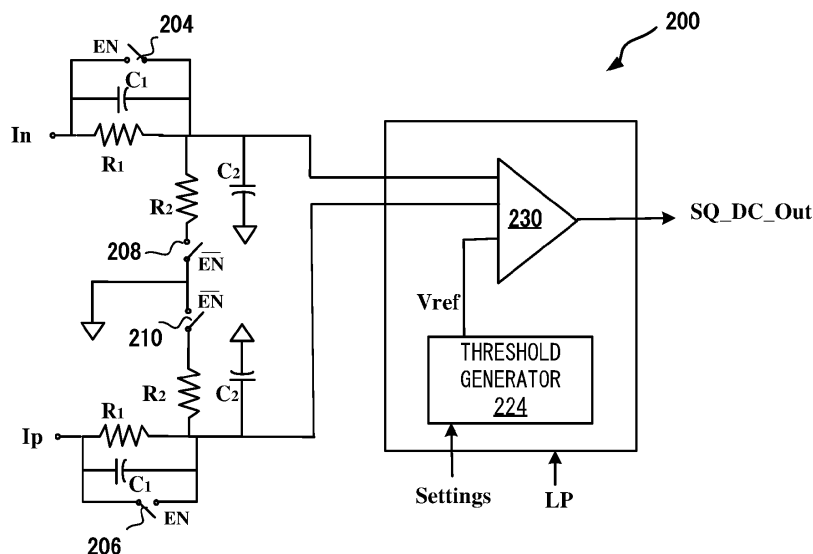 200
EN
204
C1
In
R1
C2
R2
208
EN
EN
210
230
SQ_DC_Out
Vref
THRESHOLD
GENERATOR
224
R2
C2
R1
Ip
C1
EN
206
Settings
LP